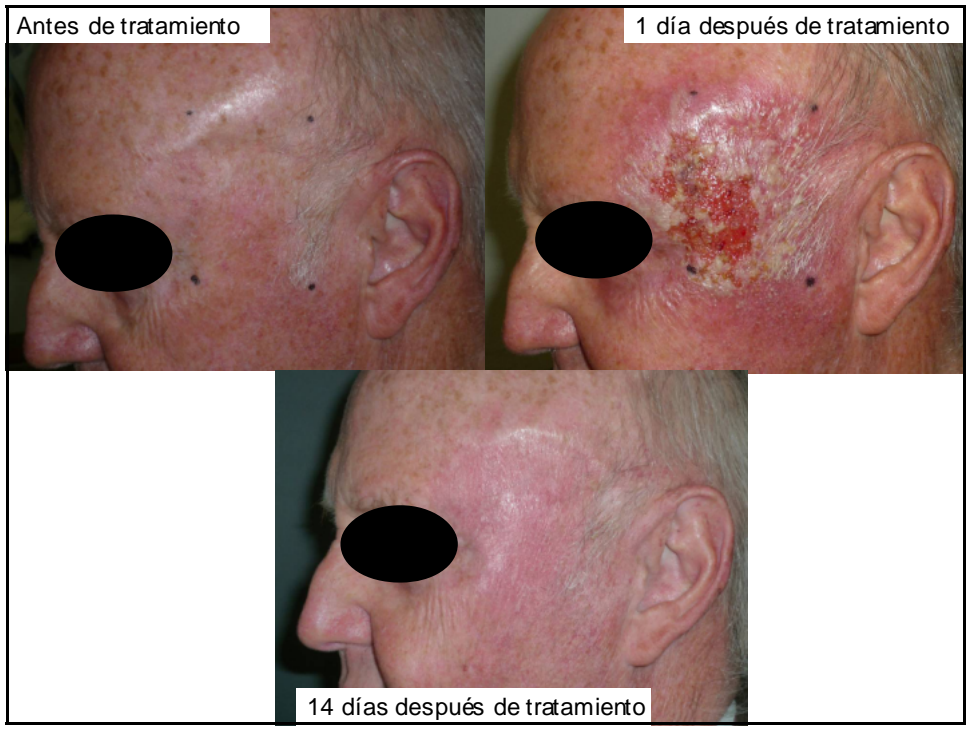 Antes de tratamiento
1 día después de tratamiento
14 días después de tratamiento